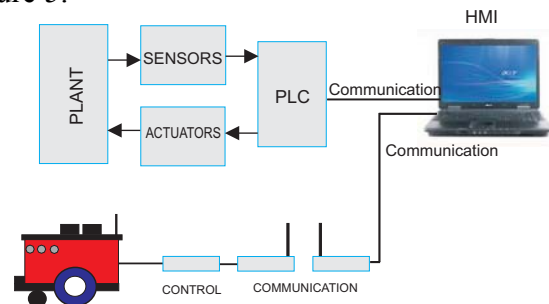 HMI
SENSORS
PLANT
PLC
Communication
ACTUATORS
Communication
CONTROL
COMMUNICATION